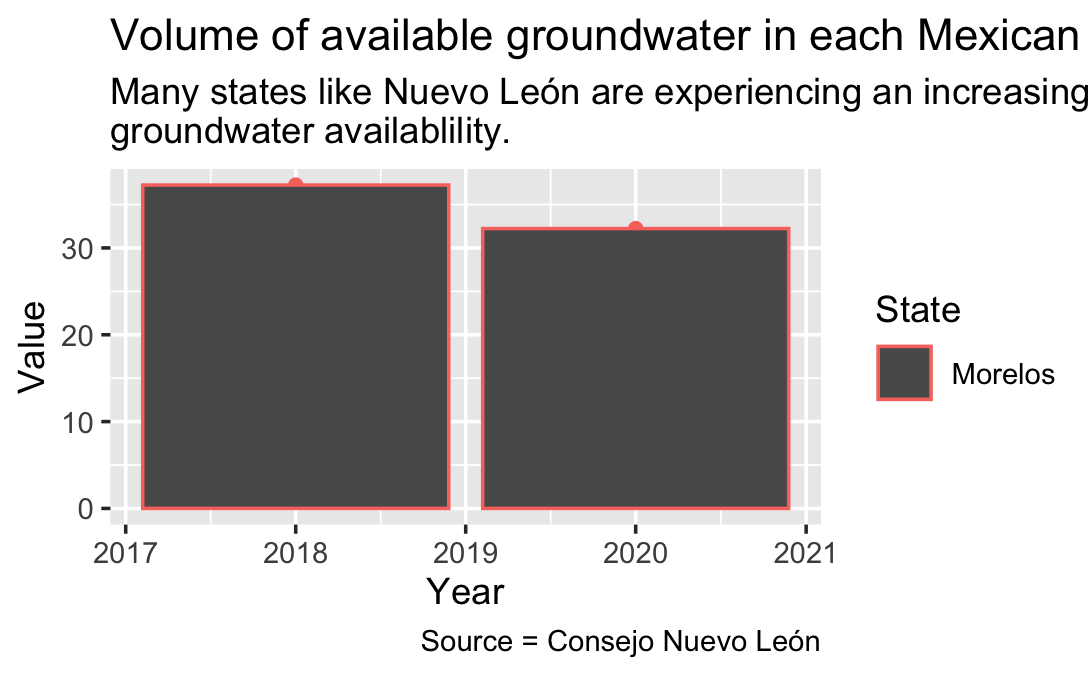 Volume of available groundwater in each Mexican
Many states like Nuevo León are experiencing an increasing
groundwater availablility.
30
20
10
0
Value
2017 2018 2019 2020 2021
Year
State
Morelos
Source = Consejo Nuevo León